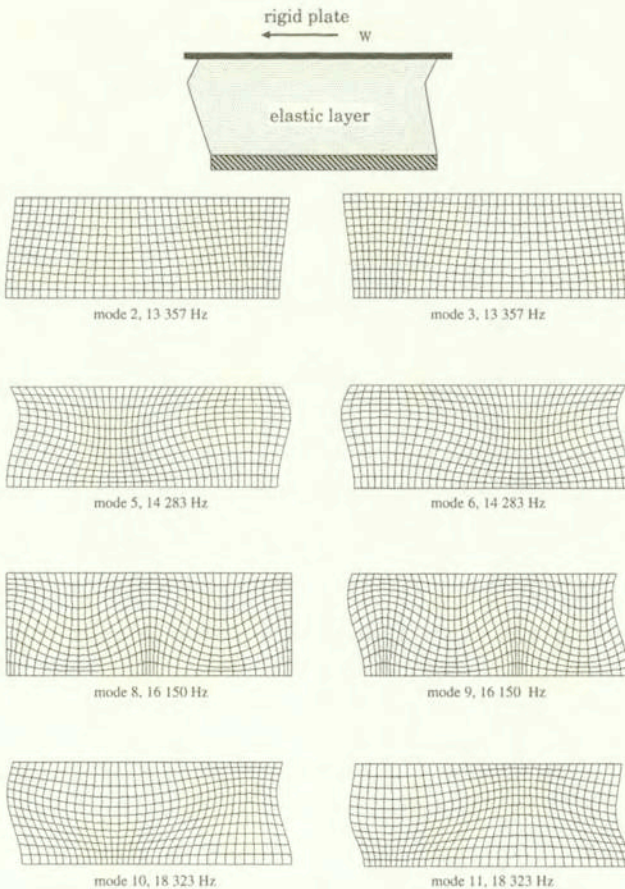 rigid plate
w
elastic layer
mode 2, 13 357 Hz
mode 3, 13 357 Hz
mode 5, 14 283 Hz
mode 6, 14 283 Hz
mode 8, 16 150 Hz
mode 9, 16 150 Hz
mode 10, 18 323 Hz
mode 11, 18 323 Hz